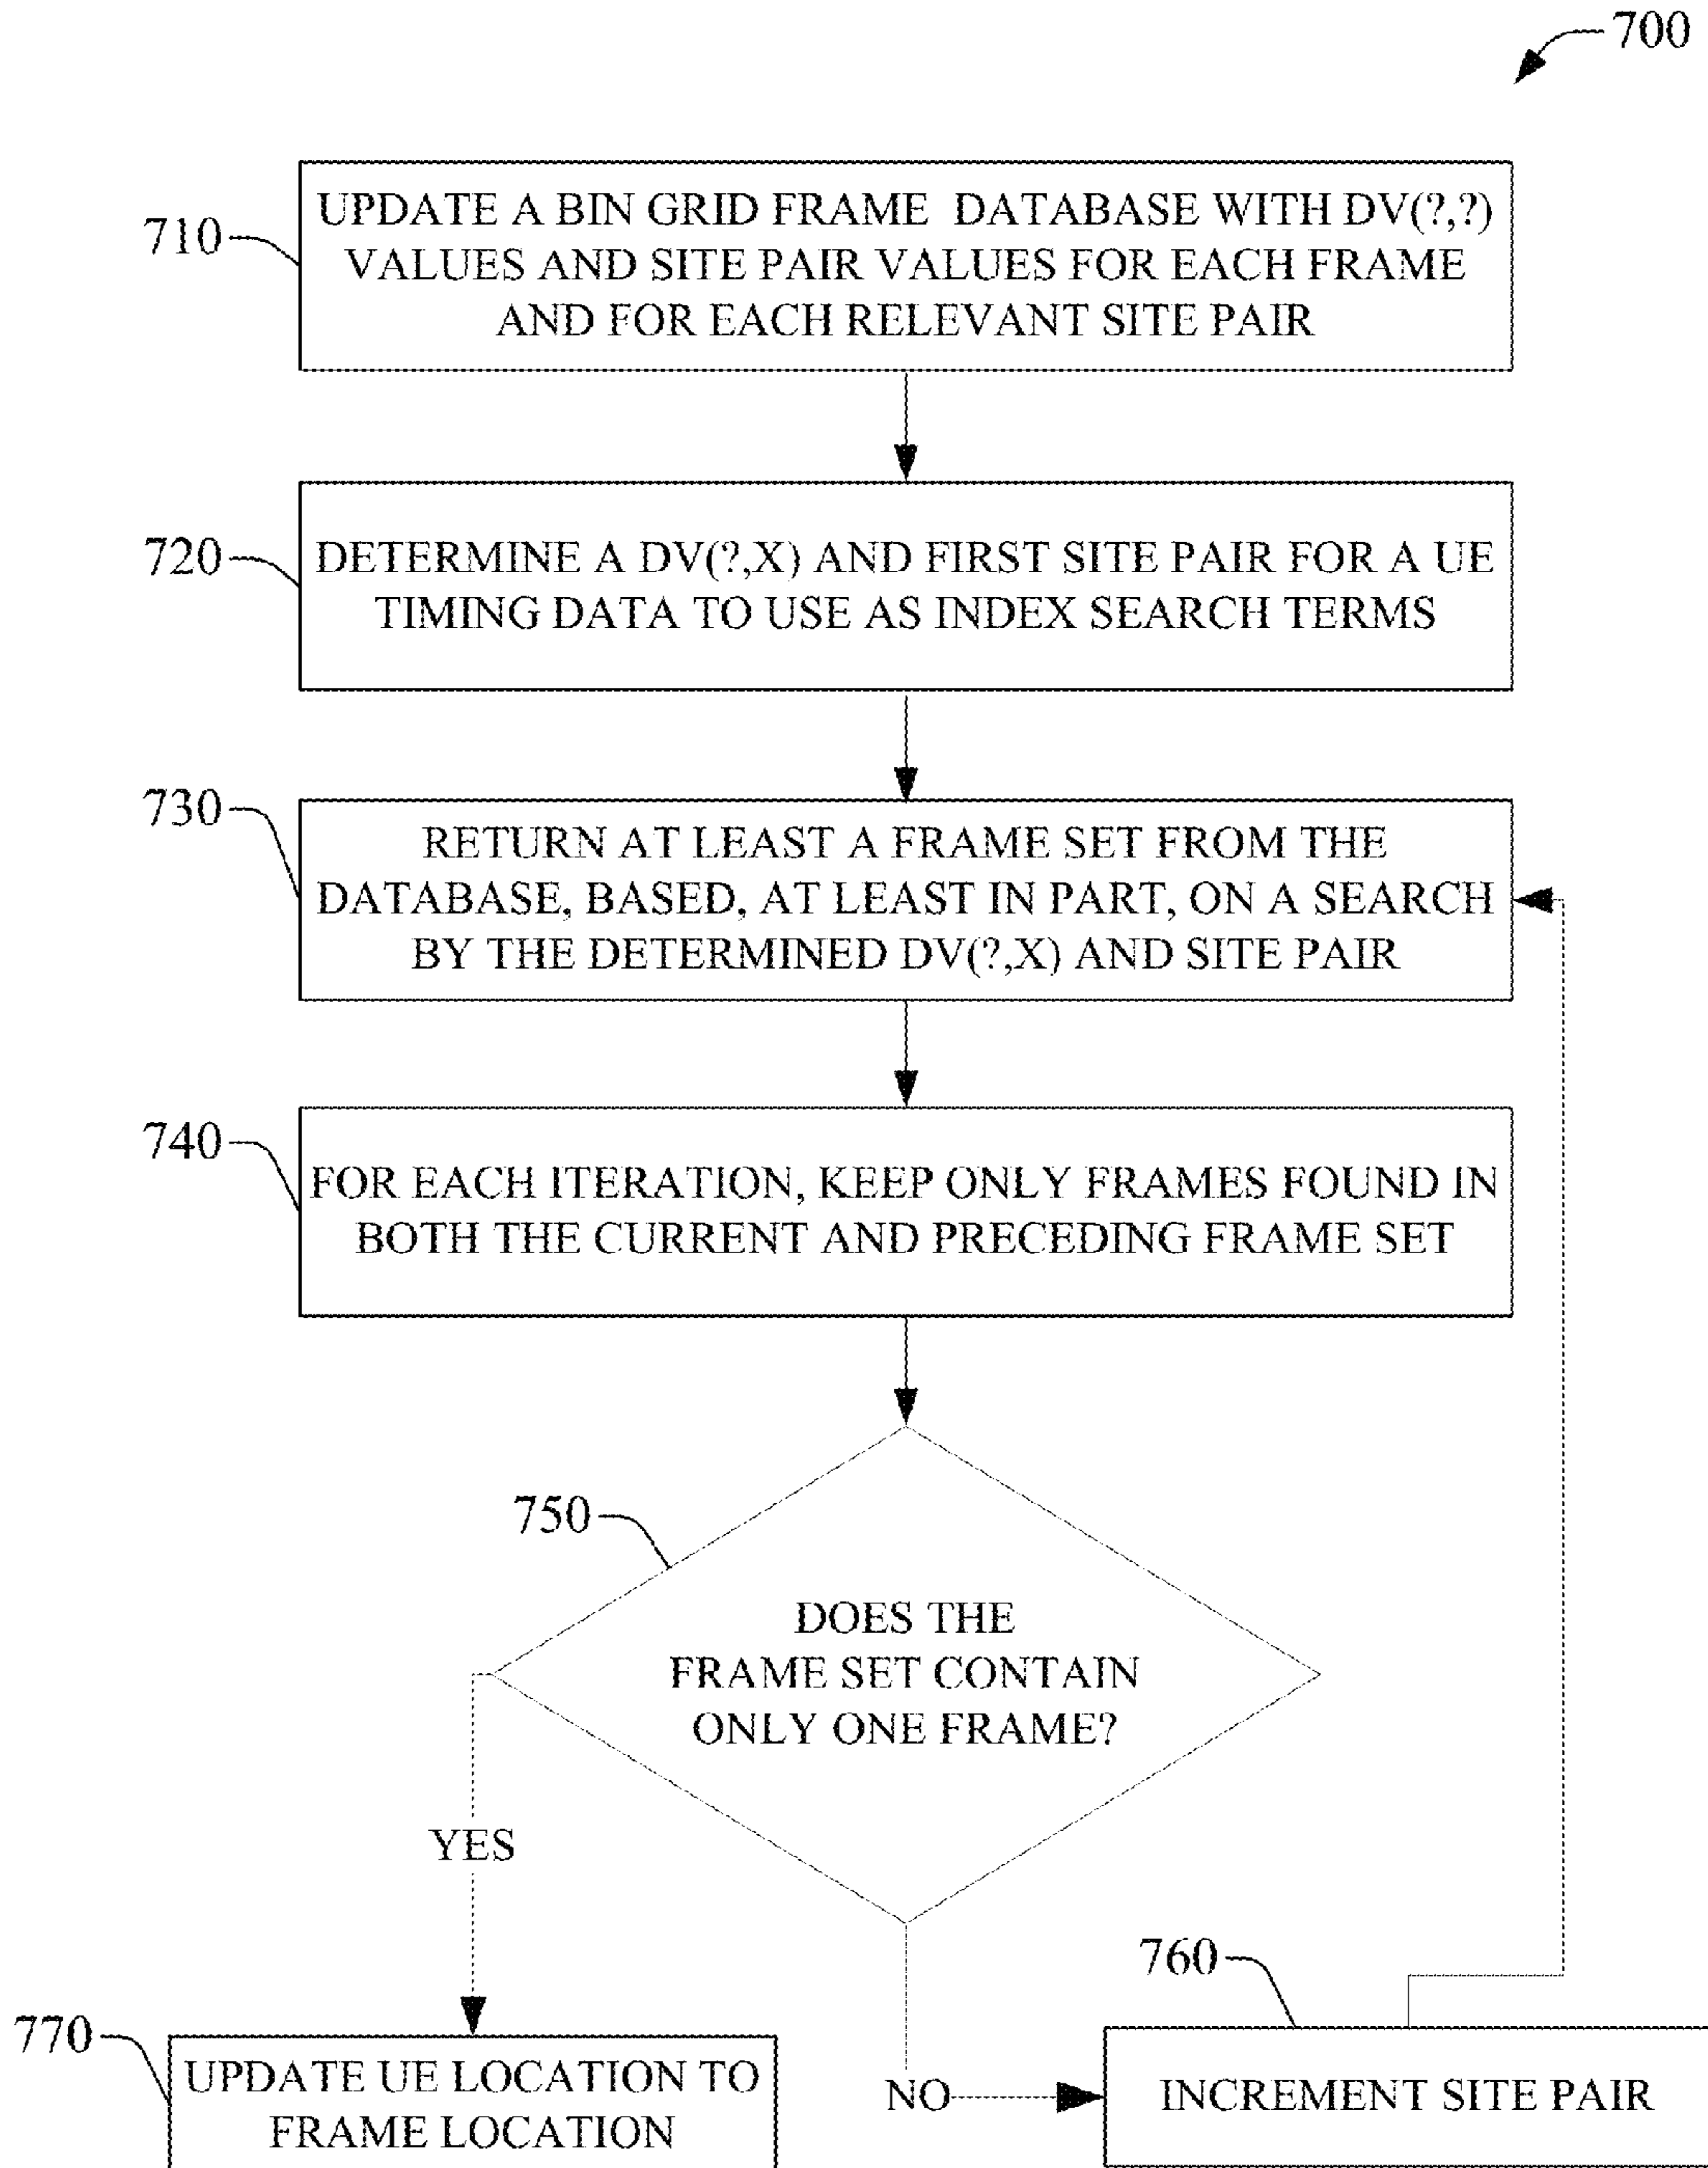 700
710
UPDATE A BIN GRID FRAME DATABASE WITH DV(?,?)
VALUES AND SITE PAIR VALUES FOR EACH FRAME
AND FOR EACH RELEVANT SITE PAIR
720
DETERMINE A DV(?,X) AND FIRST SITE PAIR FOR A UE
TIMING DATA TO USE AS INDEX SEARCH TERMS
730
RETURN AT LEAST A FRAME SET FROM THE
DATABASE, BASED, AT LEAST IN PART, ON A SEARCH
BY THE DETERMINED DV(?,X) AND SITE PAIR
740
FOR EACH ITERATION, KEEP ONLY FRAMES FOUND IN
BOTH THE CURRENT AND PRECEDING FRAME SET
750
DOES THE
FRAME SET CONTAIN
ONLY ONE FRAME?
YES
NO
760
INCREMENT SITE PAIR
770
UPDATE UE LOCATION TO
FRAME LOCATION